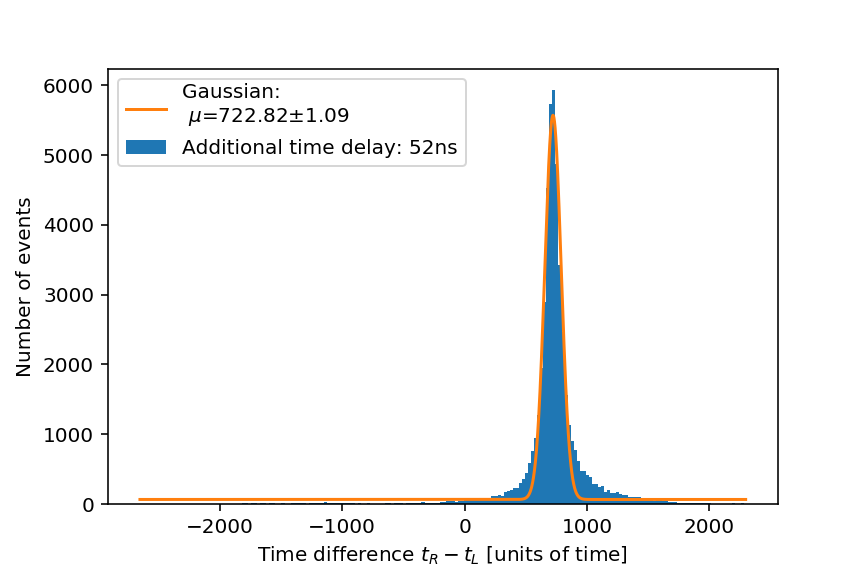 Gaussian:
μ=722.82±1.09
Additional time delay: 52ns
6000
5000
4000
3000
2000
1000
0
Number of events
−2000
−1000
0
1000
2000
Time difference t_R − t_L [units of time]